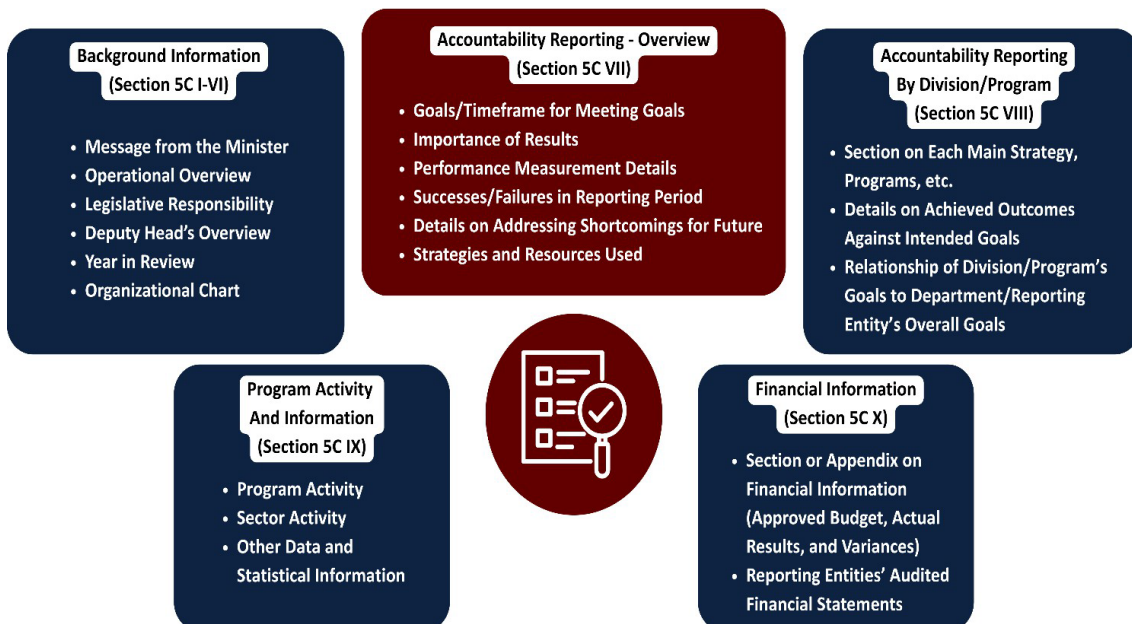 Background Information
(Section 5C I-VI)
• Message from the Minister
• Operational Overview
• Legislative Responsibility
• Deputy Head's Overview
• Year in Review
• Organizational Chart
Accountability Reporting - Overview
(Section 5C VII)
• Goals/Timeframe for Meeting Goals
• Importance of Results
• Performance Measurement Details
• Successes/Failures in Reporting Period
• Details on Addressing Shortcomings for Future
• Strategies and Resources Used
Accountability Reporting
By Division/Program
(Section 5C VIII)
• Section on Each Main Strategy,
Programs, etc.
• Details on Achieved Outcomes
Against Intended Goals
• Relationship of Division/Program's
Goals to Department/Reporting
Entity's Overall Goals
Program Activity
And Information
(Section 5C IX)
• Program Activity
• Sector Activity
• Other Data and
Statistical Information
Financial Information
(Section 5C X)
• Section or Appendix on
Financial Information
(Approved Budget, Actual
Results, and Variances)
• Reporting Entities' Audited
Financial Statements